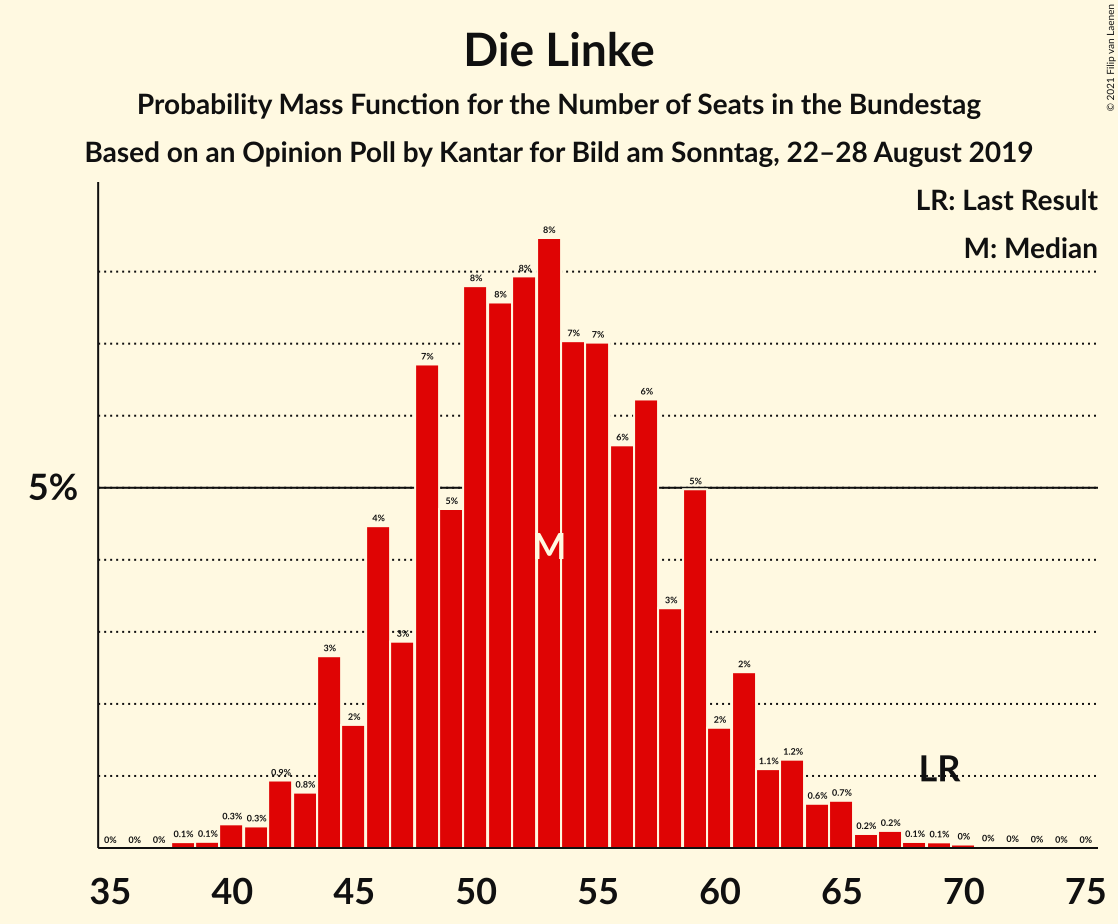 Die Linke
Probability Mass Function for the Number of Seats in the Bundestag
Based on an Opinion Poll by Kantar for Bild am Sonntag, 22–28 August 2019
© 2021 Filip van Laenen
LR: Last Result
M: Median
5%
0% 0% 0% 0.1% 0.1% 0.3% 0.3% 0.9% 0.8% 3% 2% 4% 3% 7% 5% 8% 8% 8% 8% 7% 7% 6% 6% 3% 5% 2% 2% 1.1% 1.2% 0.6% 0.7% 0.2% 0.2% 0.1% 0.1% 0% 0% 0% 0% 0% 0%
M
LR
35 40 45 50 55 60 65 70 75